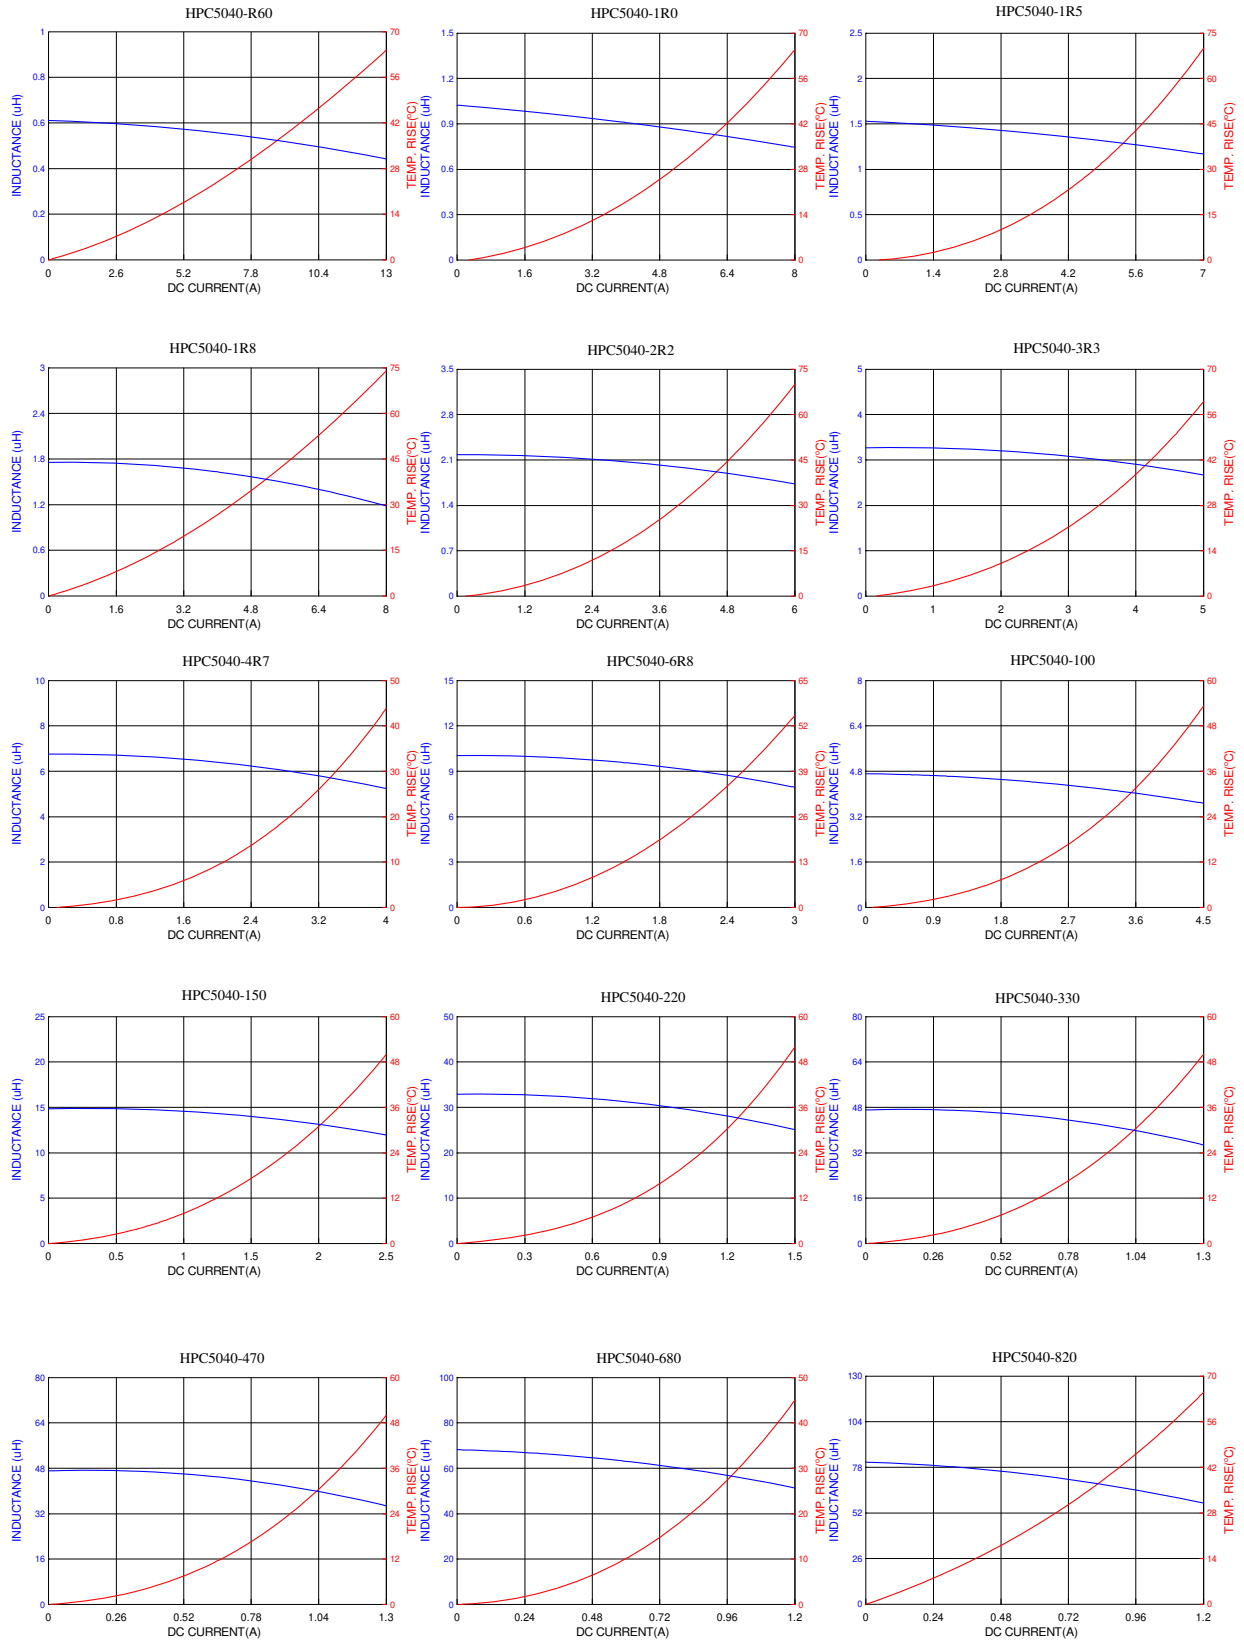 HPC5040-R60
INDUCTANCE (uH)
1
0.8
0.6
0.4
0.2
0
70
56
42
28
14
0
TEMP. RISE(ºC)
0 2.6 5.2 7.8 10.4 13
DC CURRENT(A)
HPC5040-1R0
INDUCTANCE (uH)
1.5
1.2
0.9
0.6
0.3
0
70
56
42
28
14
0
TEMP. RISE(ºC)
0 1.6 3.2 4.8 6.4 8
DC CURRENT(A)
HPC5040-1R5
INDUCTANCE (uH)
2.5
2
1.5
1
0.5
0
75
60
45
30
15
0
TEMP. RISE(ºC)
0 1.4 2.8 4.2 5.6 7
DC CURRENT(A)
HPC5040-1R8
INDUCTANCE (uH)
3
2.4
1.8
1.2
0.6
0
75
60
45
30
15
0
TEMP. RISE(ºC)
0 1.6 3.2 4.8 6.4 8
DC CURRENT(A)
HPC5040-2R2
INDUCTANCE (uH)
3.5
2.8
2.1
1.4
0.7
0
75
60
45
30
15
0
TEMP. RISE(ºC)
0 1.2 2.4 3.6 4.8 6
DC CURRENT(A)
HPC5040-3R3
INDUCTANCE (uH)
5
4
3
2
1
0
70
56
42
28
14
0
TEMP. RISE(ºC)
0 1 2 3 4 5
DC CURRENT(A)
HPC5040-4R7
INDUCTANCE (uH)
10
8
6
4
2
0
50
40
30
20
10
0
TEMP. RISE(ºC)
0 0.8 1.6 2.4 3.2 4
DC CURRENT(A)
HPC5040-6R8
INDUCTANCE (uH)
15
12
9
6
3
0
65
52
39
26
13
0
TEMP. RISE(ºC)
0 0.6 1.2 1.8 2.4 3
DC CURRENT(A)
HPC5040-100
INDUCTANCE (uH)
8
6.4
4.8
3.2
1.6
0
60
48
36
24
12
0
TEMP. RISE(ºC)
0 0.9 1.8 2.7 3.6 4.5
DC CURRENT(A)
HPC5040-150
INDUCTANCE (uH)
25
20
15
10
5
0
60
48
36
24
12
0
TEMP. RISE(ºC)
0 0.5 1 1.5 2 2.5
DC CURRENT(A)
HPC5040-220
INDUCTANCE (uH)
50
40
30
20
10
0
60
48
36
24
12
0
TEMP. RISE(ºC)
0 0.3 0.6 0.9 1.2 1.5
DC CURRENT(A)
HPC5040-330
INDUCTANCE (uH)
80
64
48
32
16
0
60
48
36
24
12
0
TEMP. RISE(ºC)
0 0.26 0.52 0.78 1.04 1.3
DC CURRENT(A)
HPC5040-470
INDUCTANCE (uH)
80
64
48
32
16
0
60
48
36
24
12
0
TEMP. RISE(ºC)
0 0.26 0.52 0.78 1.04 1.3
DC CURRENT(A)
HPC5040-680
INDUCTANCE (uH)
100
80
60
40
20
0
50
40
30
20
10
0
TEMP. RISE(ºC)
0 0.24 0.48 0.72 0.96 1.2
DC CURRENT(A)
HPC5040-820
INDUCTANCE (uH)
130
104
78
52
26
0
70
56
42
28
14
0
TEMP. RISE(ºC)
0 0.24 0.48 0.72 0.96 1.2
DC CURRENT(A)